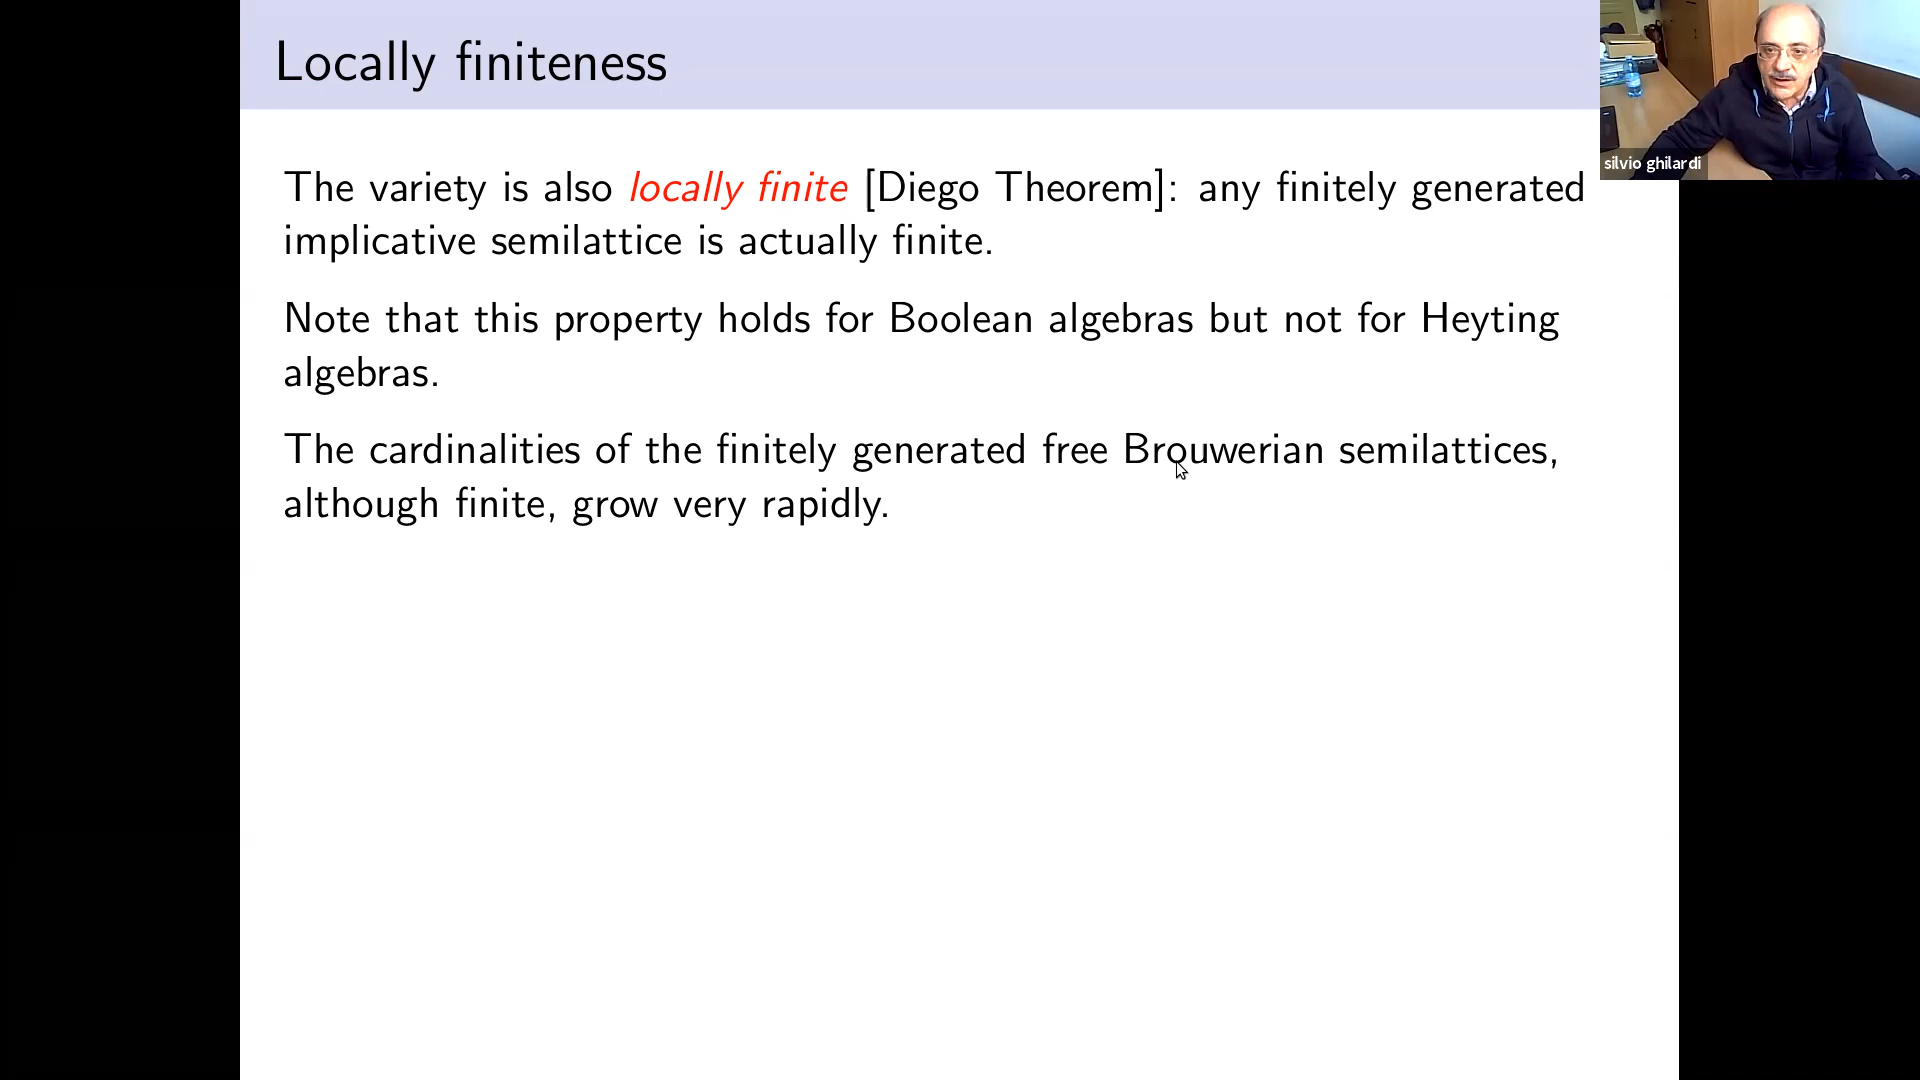 Locally finiteness
silvio ghilardi
The variety is also locally finite [Diego Theorem]: any finitely generated
implicative semilattice is actually finite.
Note that this property holds for Boolean algebras but not for Heyting
algebras.
The cardinalities of the finitely generated free Brouwerian semilattices,
although finite, grow very rapidly.